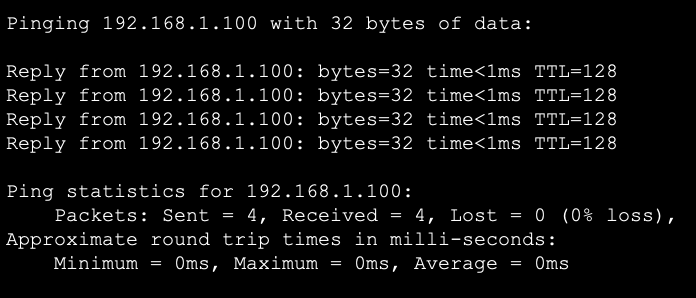 Pinging 192.168.1.100 with 32 bytes of data:

Reply from 192.168.1.100: bytes=32 time<1ms TTL=128
Reply from 192.168.1.100: bytes=32 time<1ms TTL=128
Reply from 192.168.1.100: bytes=32 time<1ms TTL=128
Reply from 192.168.1.100: bytes=32 time<1ms TTL=128

Ping statistics for 192.168.1.100:
    Packets: Sent = 4, Received = 4, Lost = 0 (0% loss),
Approximate round trip times in milli-seconds:
    Minimum = 0ms, Maximum = 0ms, Average = 0ms